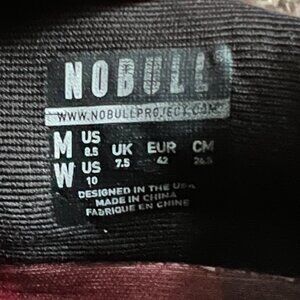 NOBULL
WWW.NOBULLPROJECT.COM
M US 8.5 UK 7.5 EUR 42 CM 26.5
W US 10
DESIGNED IN THE USA
MADE IN CHINA
FABRIQUE EN CHINE